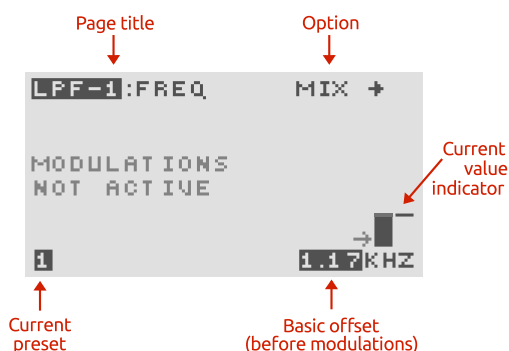 Page title
Option
LPF-1:FREQ
MIX →
MODULATIONS
NOT ACTIVE
Current
value
indicator
1
1.17KHZ
Current
preset
Basic offset
(before modulations)